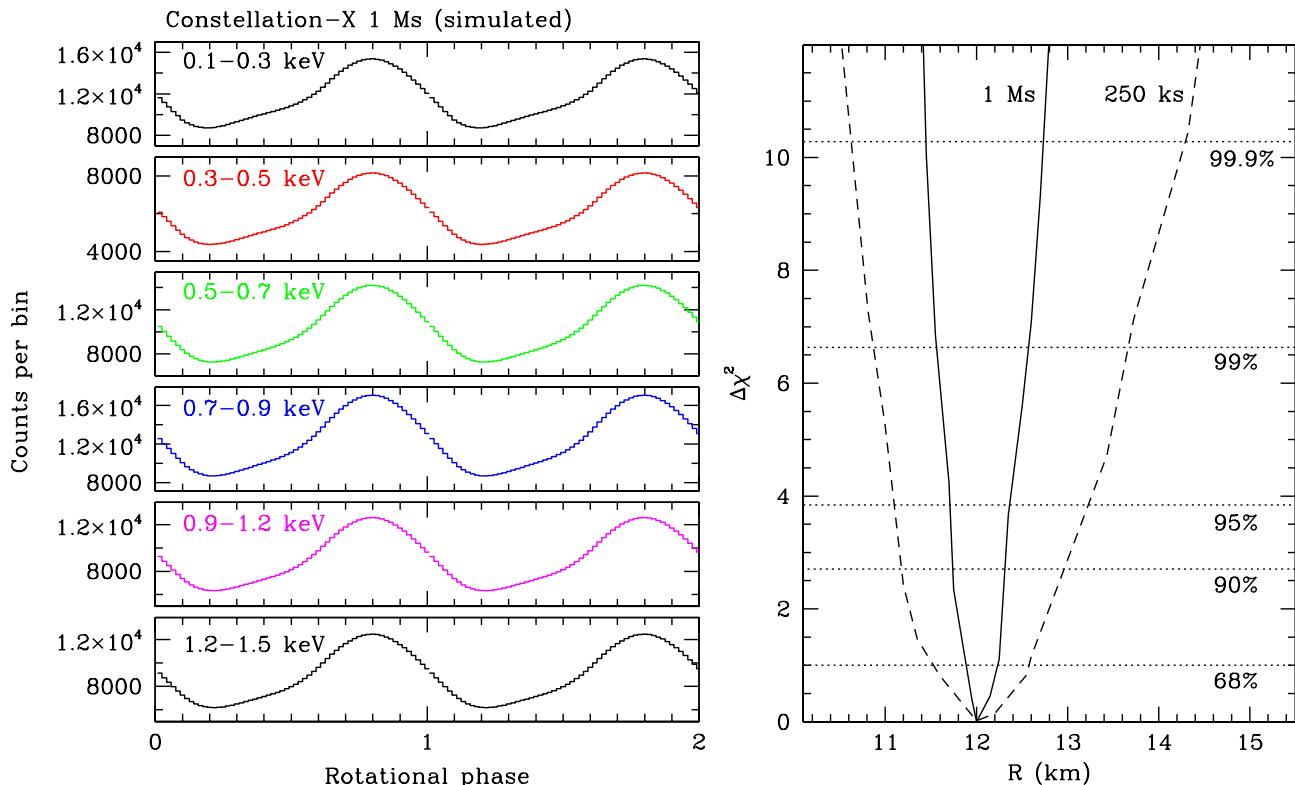 Constellation−X 1 Ms (simulated)
Counts per bin
1.6×10⁴
1.2×10⁴
8000
0.1−0.3 keV
8000
4000
0.3−0.5 keV
1.2×10⁴
8000
0.5−0.7 keV
1.6×10⁴
1.2×10⁴
8000
0.7−0.9 keV
1.2×10⁴
8000
0.9−1.2 keV
1.2×10⁴
8000
1.2−1.5 keV
0 1 2
Rotational phase
Δχ²
10
8
6
4
2
0
1 Ms 250 ks
99.9%
99%
95%
90%
68%
11 12 13 14 15
R (km)